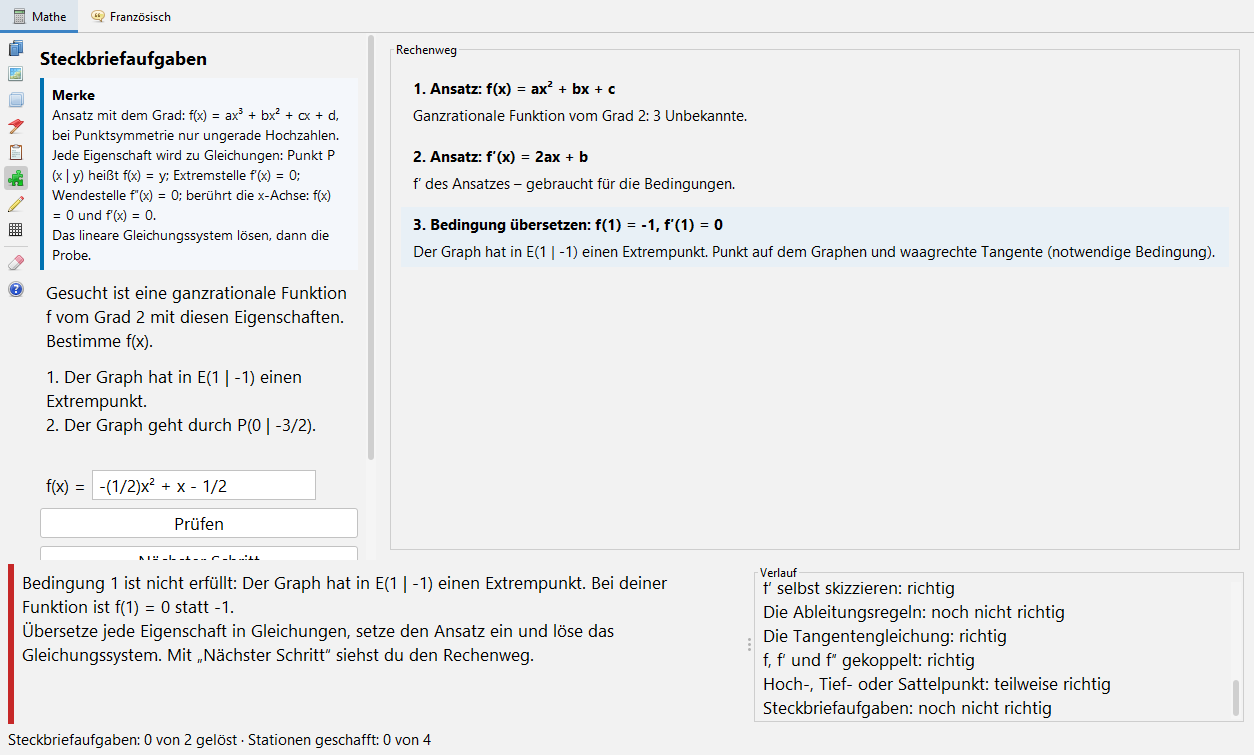 Mathe
Französisch
Steckbriefaufgaben
Merke
Ansatz mit dem Grad: f(x) = ax³ + bx² + cx + d,
bei Punktsymmetrie nur ungerade Hochzahlen.
Jede Eigenschaft wird zu Gleichungen: Punkt P
(x | y) heißt f(x) = y; Extremstelle f′(x) = 0;
Wendestelle f″(x) = 0; berührt die x-Achse: f(x)
= 0 und f′(x) = 0.
Das lineare Gleichungssystem lösen, dann die
Probe.
Gesucht ist eine ganzrationale Funktion
f vom Grad 2 mit diesen Eigenschaften.
Bestimme f(x).
1. Der Graph hat in E(1 | -1) einen
Extrempunkt.
2. Der Graph geht durch P(0 | -3/2).
f(x) = -(1/2)x² + x - 1/2
Prüfen
Nächster Schritt
Rechenweg
1. Ansatz: f(x) = ax² + bx + c
Ganzrationale Funktion vom Grad 2: 3 Unbekannte.
2. Ansatz: f′(x) = 2ax + b
f′ des Ansatzes – gebraucht für die Bedingungen.
3. Bedingung übersetzen: f(1) = -1, f′(1) = 0
Der Graph hat in E(1 | -1) einen Extrempunkt. Punkt auf dem Graphen und waagrechte Tangente (notwendige Bedingung).
Bedingung 1 ist nicht erfüllt: Der Graph hat in E(1 | -1) einen Extrempunkt. Bei deiner
Funktion ist f(1) = 0 statt -1.
Übersetze jede Eigenschaft in Gleichungen, setze den Ansatz ein und löse das
Gleichungssystem. Mit „Nächster Schritt“ siehst du den Rechenweg.
Verlauf
f′ selbst skizzieren: richtig
Die Ableitungsregeln: noch nicht richtig
Die Tangentengleichung: richtig
f, f′ und f″ gekoppelt: richtig
Hoch-, Tief- oder Sattelpunkt: teilweise richtig
Steckbriefaufgaben: noch nicht richtig
Steckbriefaufgaben: 0 von 2 gelöst · Stationen geschafft: 0 von 4